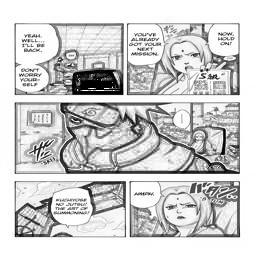 YEAH.
WELL...
I'LL BE
BACK.
DON'T
WORRY
YOUR-
SELF
NOW,
HOLD
ON!
YOU'VE
ALREADY
GOT YOUR
NEXT
MISSION.
KUCHIYOSE
NO JUTSU!
THE ART OF
SUMMONING!
HMPH.